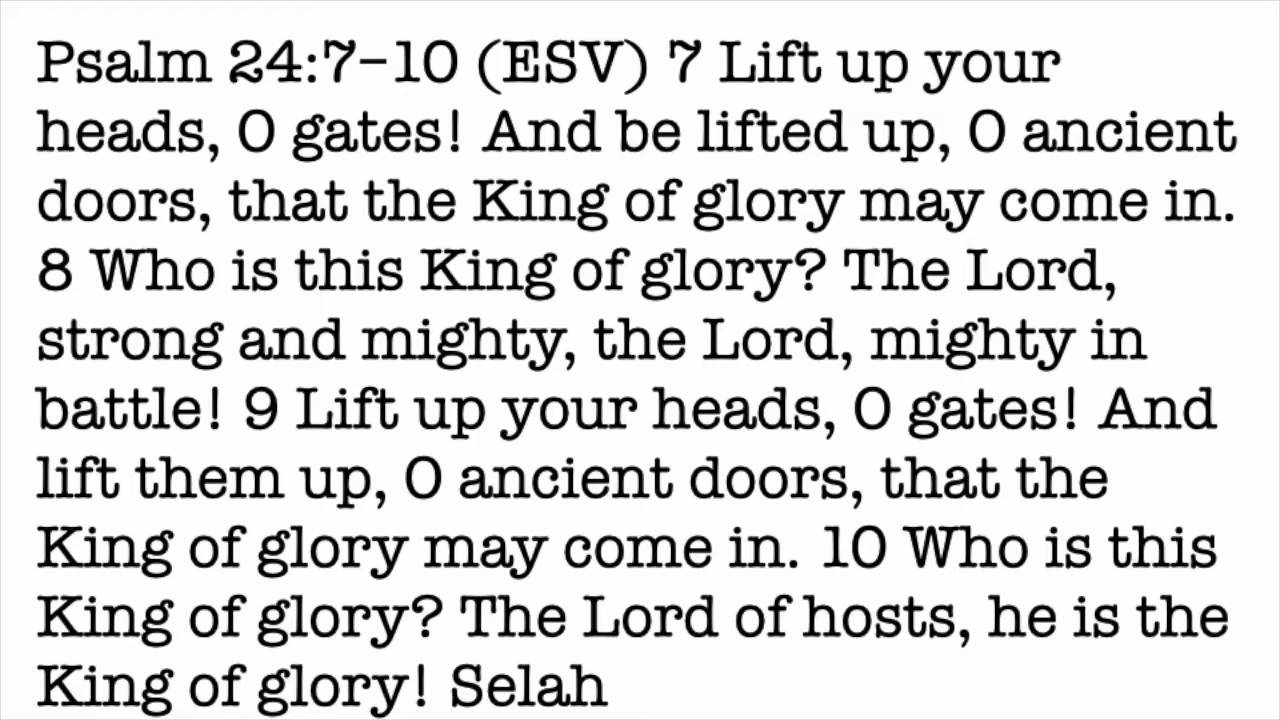 Psalm 24:7–10 (ESV) 7 Lift up your
heads, O gates! And be lifted up, O ancient
doors, that the King of glory may come in.
8 Who is this King of glory? The Lord,
strong and mighty, the Lord, mighty in
battle! 9 Lift up your heads, O gates! And
lift them up, O ancient doors, that the
King of glory may come in. 10 Who is this
King of glory? The Lord of hosts, he is the
King of glory! Selah